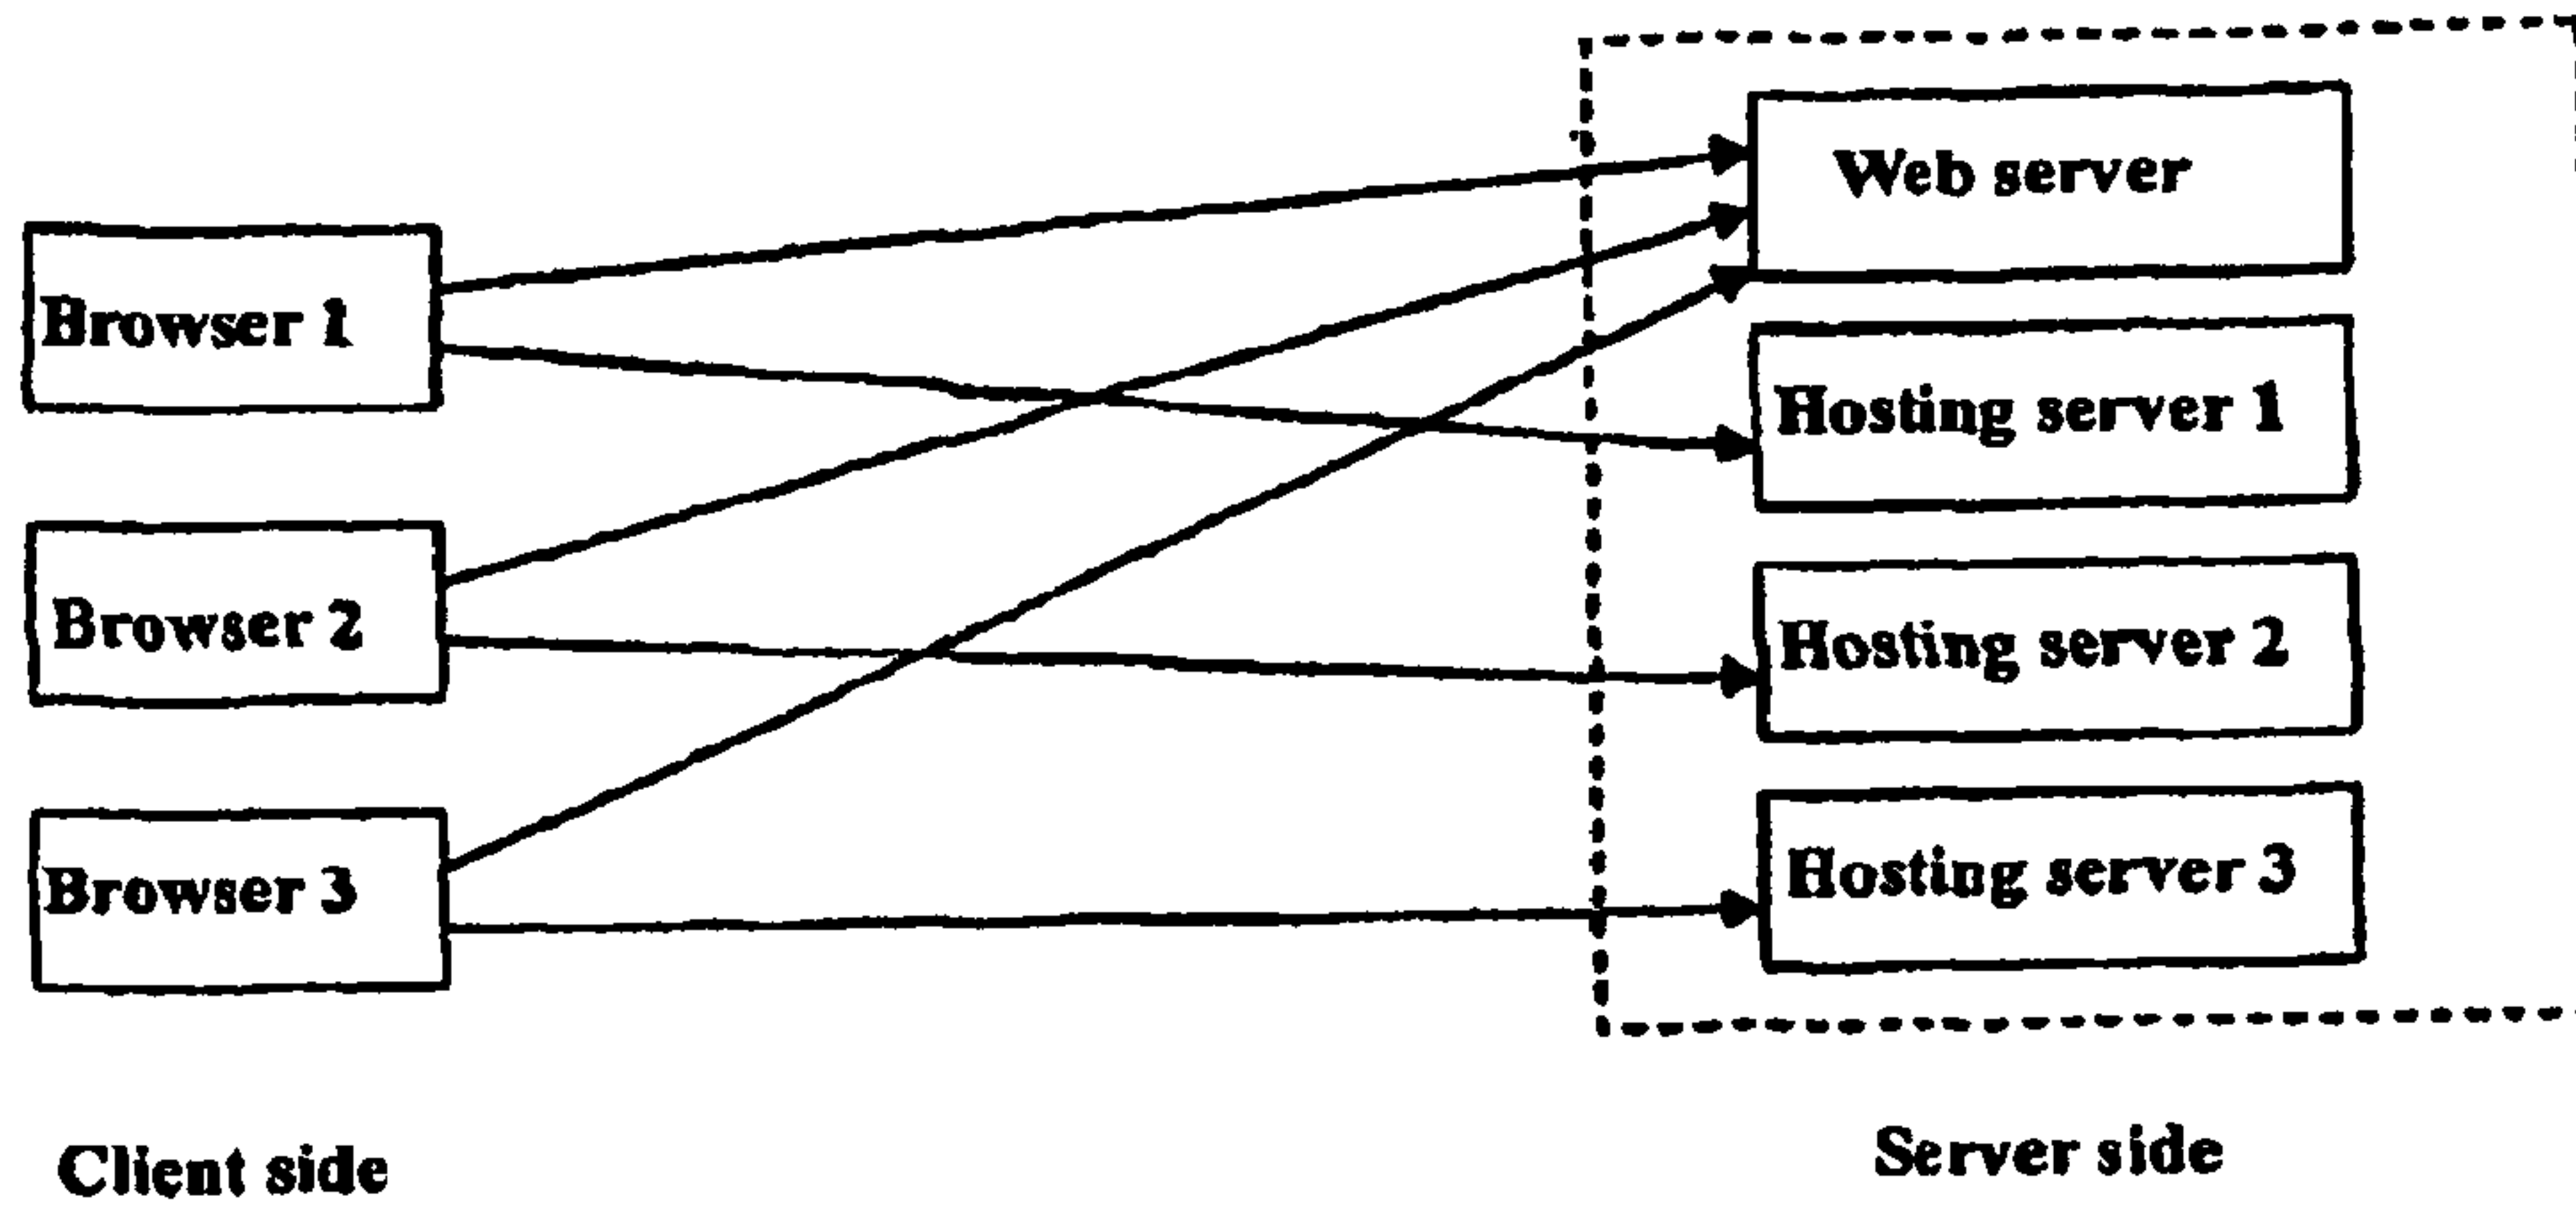 Web server
Browser 1
Hosting server 1
Browser 2
Hosting server 2
Browser 3
Hosting server 3
Client side
Server side